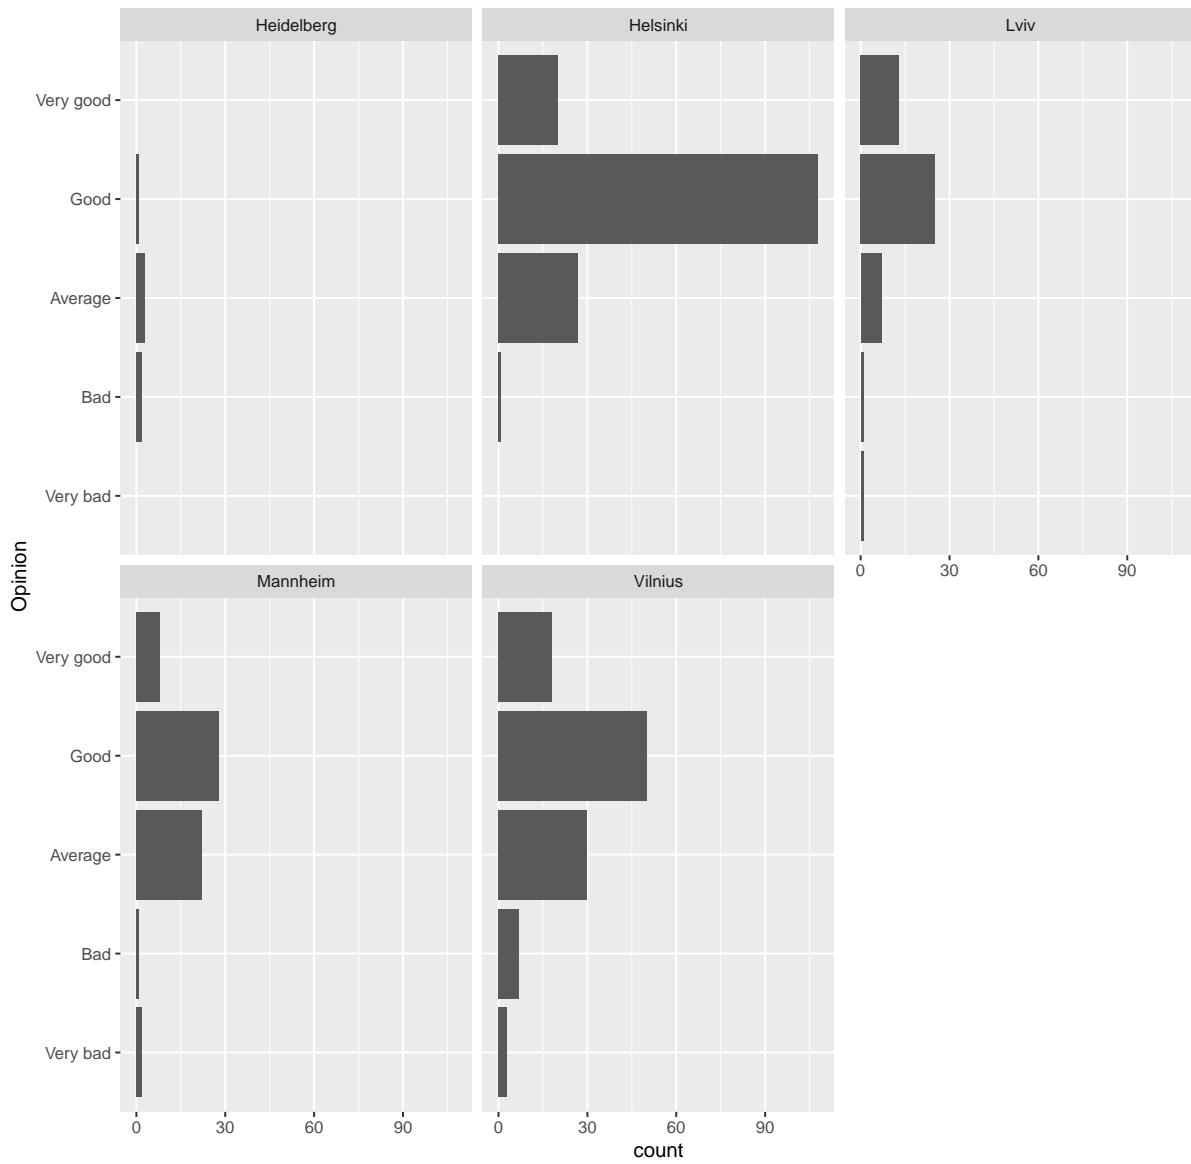 Heidelberg
Helsinki
Lviv
Very good
Good
Average
Bad
Very bad
0 30 60 90
Opinion
Mannheim
Vilnius
Very good
Good
Average
Bad
Very bad
0 30 60 90
0 30 60 90
count